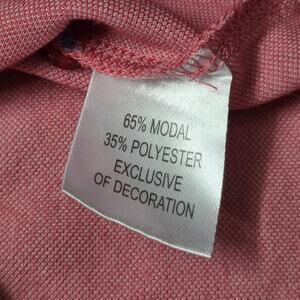 65% MODAL
35% POLYESTER
EXCLUSIVE
OF DECORATION